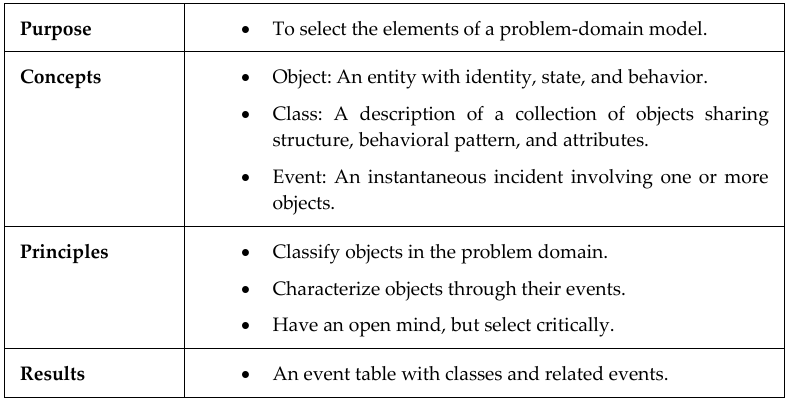 Purpose
• To select the elements of a problem-domain model.
Concepts
• Object: An entity with identity, state, and behavior.
• Class: A description of a collection of objects sharing
structure, behavioral pattern, and attributes.
• Event: An instantaneous incident involving one or more
objects.
Principles
• Classify objects in the problem domain.
• Characterize objects through their events.
• Have an open mind, but select critically.
Results
• An event table with classes and related events.